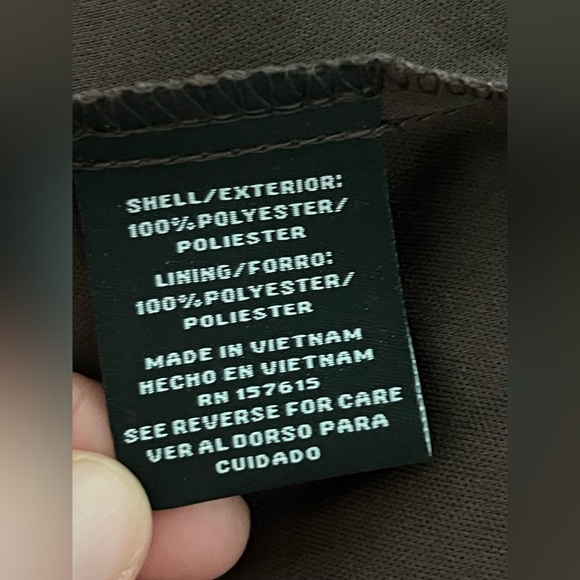 SHELL/EXTERIOR:
100%POLYESTER/
POLIESTER
LINING/FORRO:
100%POLYESTER/
POLIESTER
MADE IN VIETNAM
HECHO EN VIETNAM
RN 157615
SEE REVERSE FOR CARE
VER AL DORSO PARA
CUIDADO